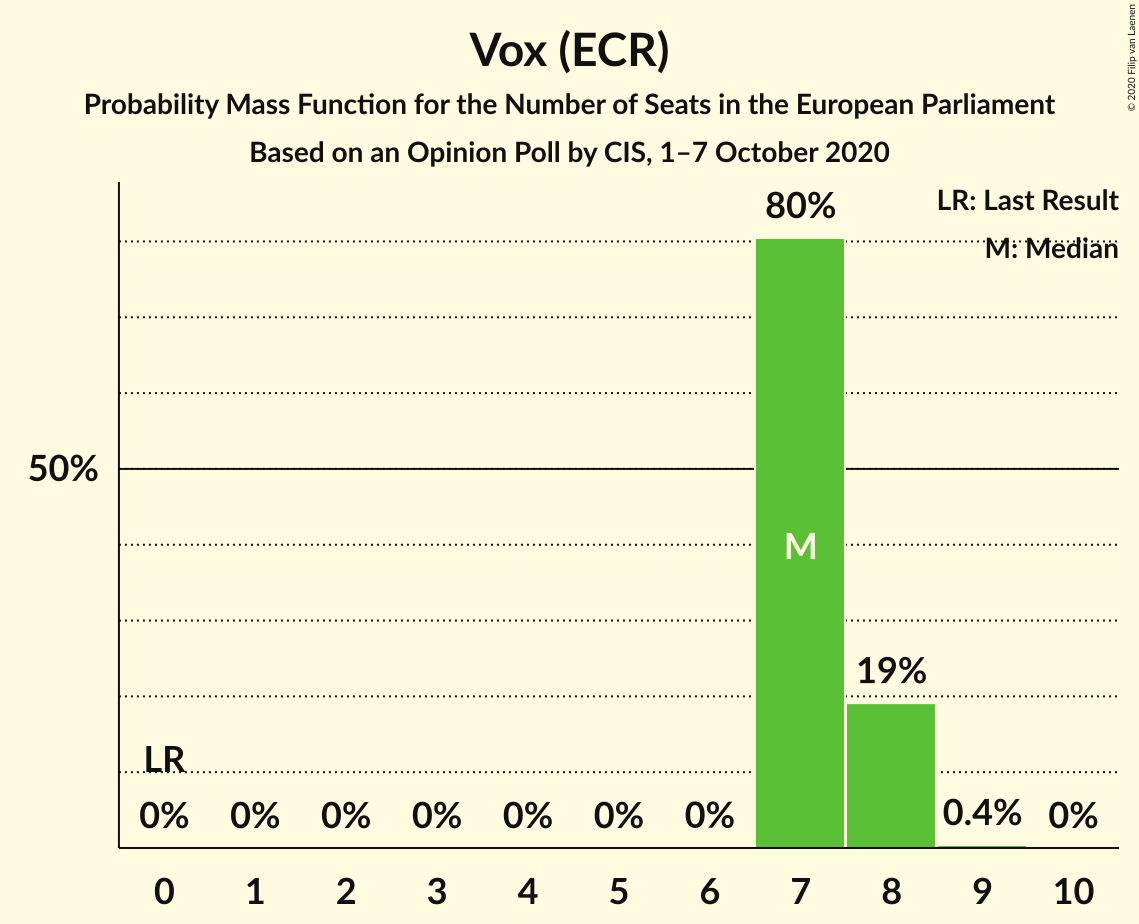 Vox (ECR)
Probability Mass Function for the Number of Seats in the European Parliament
Based on an Opinion Poll by CIS, 1–7 October 2020
© 2020 Filip van Laenen
LR: Last Result
M: Median
80%
50%
M
19%
LR
0% 0% 0% 0% 0% 0% 0% 0.4% 0%
0 1 2 3 4 5 6 7 8 9 10